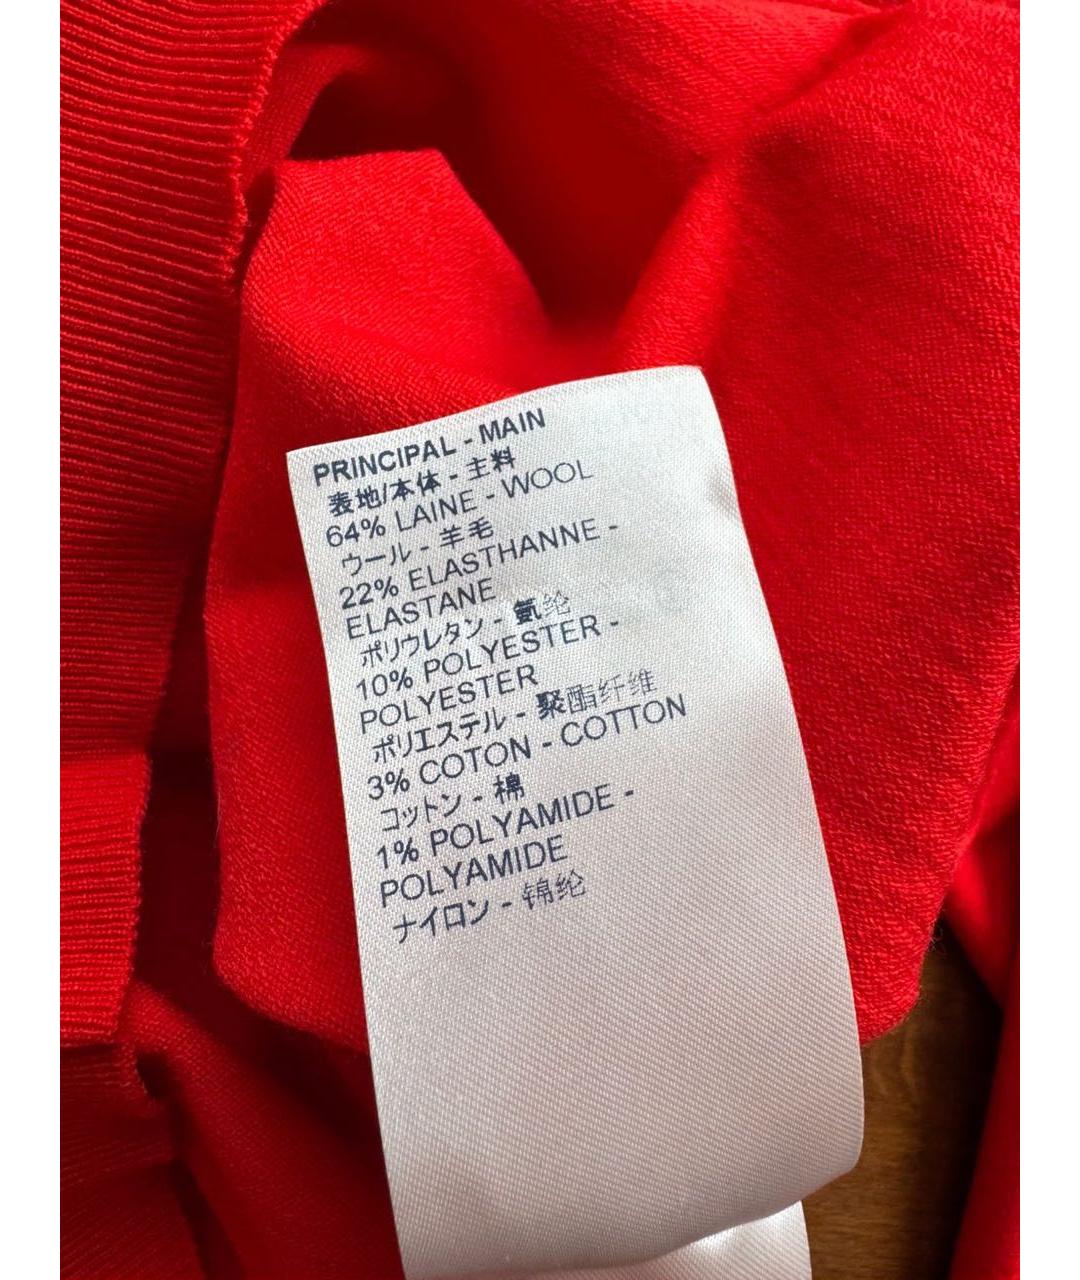 PRINCIPAL - MAIN
表地/本体 - 主料
64% LAINE - WOOL
ウール - 羊毛
22% ELASTHANNE -
ELASTANE
ポリウレタン - 氨纶
10% POLYESTER -
POLYESTER
ポリエステル - 聚酯纤维
3% COTON - COTTON
コットン - 棉
1% POLYAMIDE -
POLYAMIDE
ナイロン - 锦纶